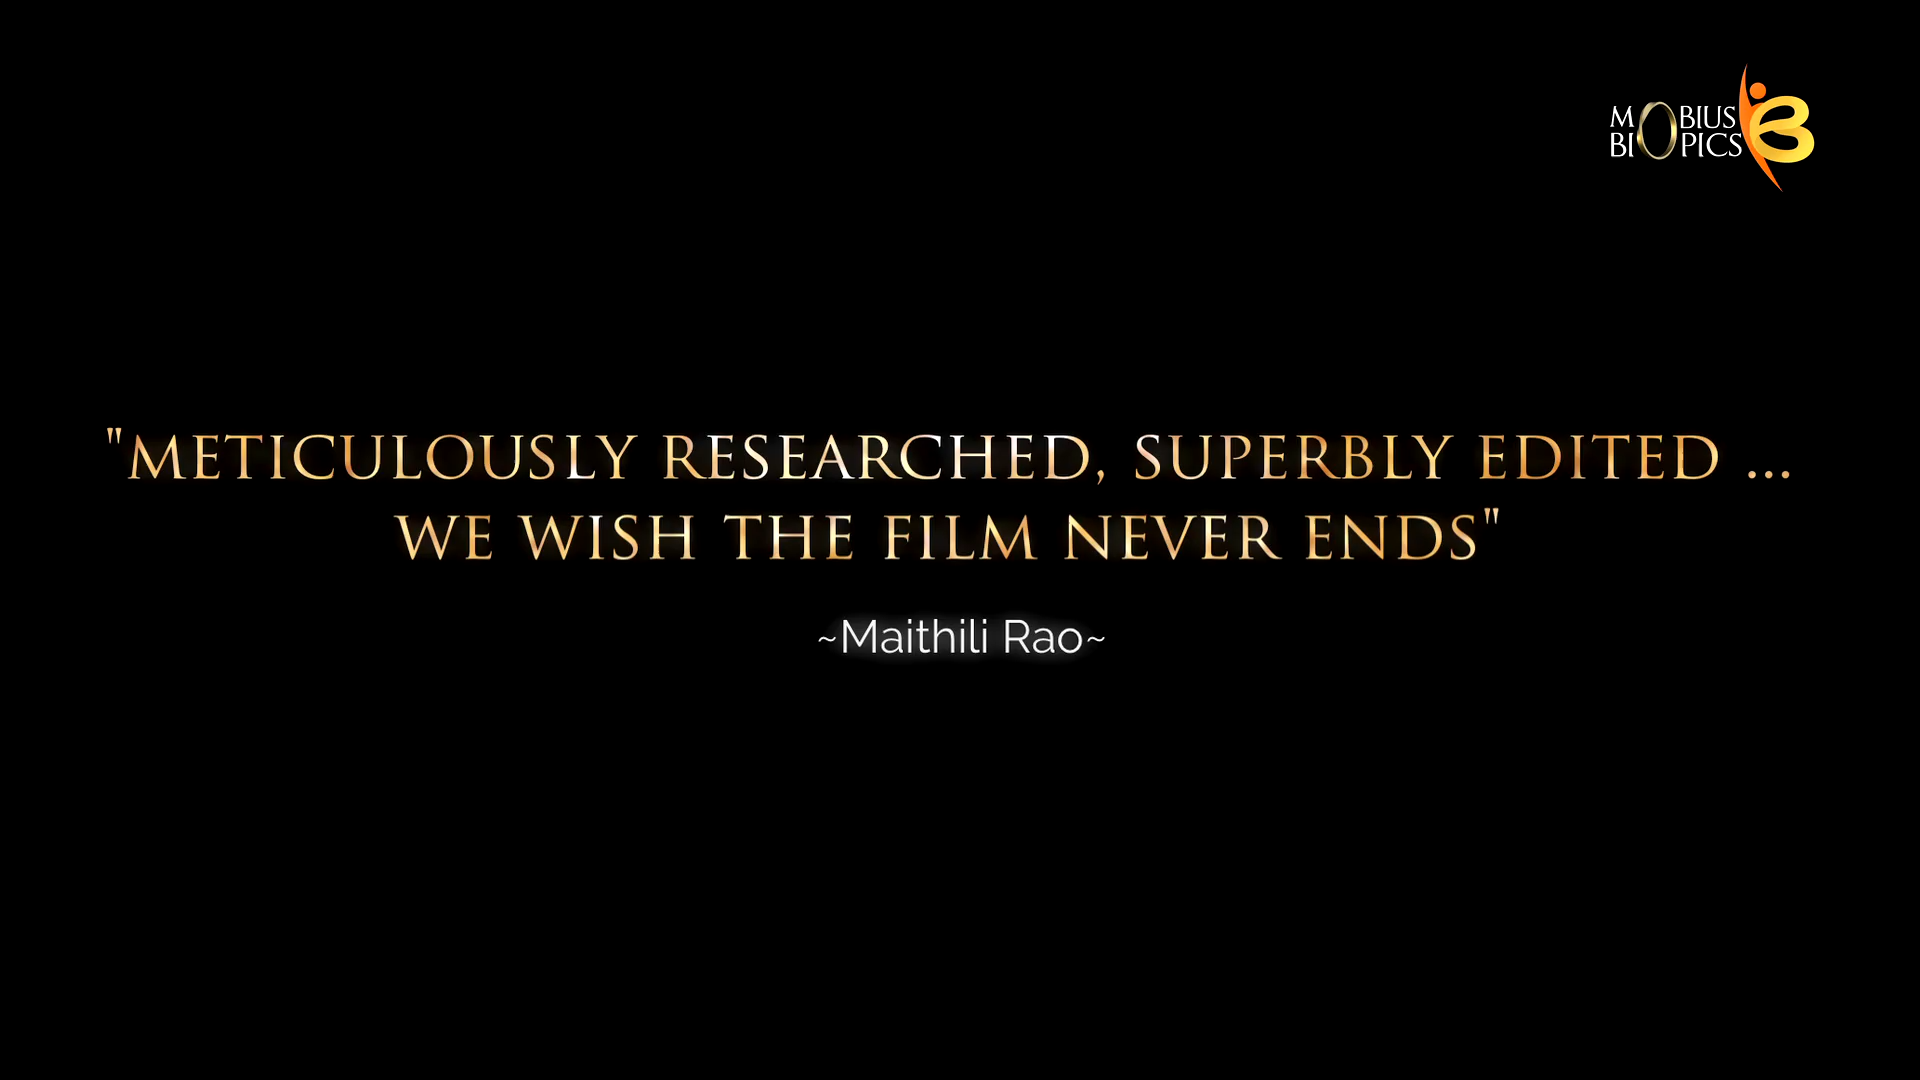 MOBIUS
BIOPICS
"METICULOUSLY RESEARCHED, SUPERBLY EDITED ...
WE WISH THE FILM NEVER ENDS"
~Maithili Rao~